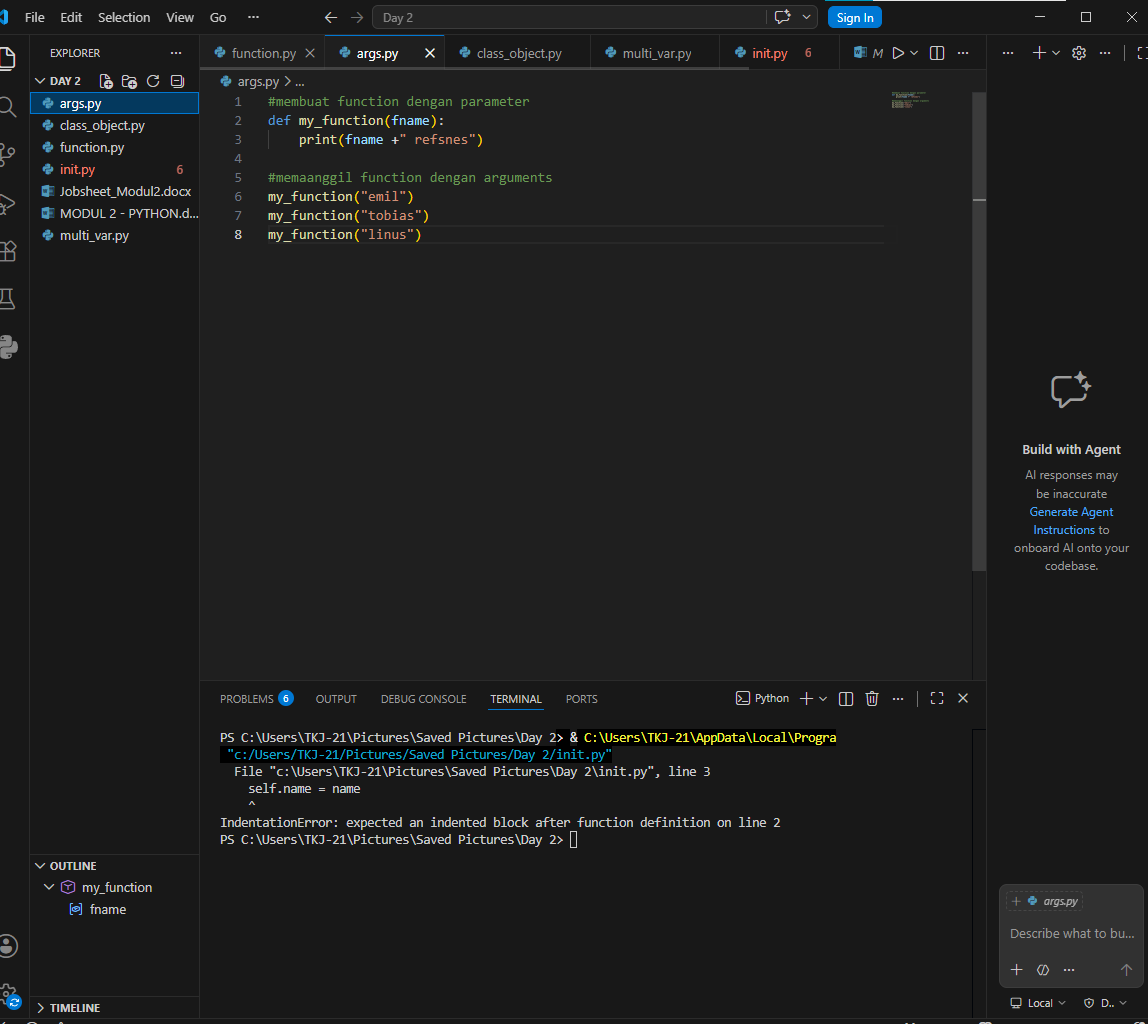 File Edit Selection View Go ···
Day 2
Sign In
EXPLORER
DAY 2
args.py
class_object.py
function.py
init.py 6
Jobsheet_Modul2.docx
MODUL 2 - PYTHON.d...
multi_var.py
function.py
args.py
class_object.py
multi_var.py
init.py 6
M
args.py > ...
1 #membuat function dengan parameter
2 def my_function(fname):
3 print(fname +" refsnes")
4
5 #memaanggil function dengan arguments
6 my_function("emil")
7 my_function("tobias")
8 my_function("linus")
Build with Agent
AI responses may
be inaccurate
Generate Agent
Instructions to
onboard AI onto your
codebase.
PROBLEMS 6 OUTPUT DEBUG CONSOLE TERMINAL PORTS
Python
PS C:\Users\TKJ-21\Pictures\Saved Pictures\Day 2> & C:\Users\TKJ-21\AppData\Local\Progra
"c:/Users/TKJ-21/Pictures/Saved Pictures/Day 2/init.py"
File "c:\Users\TKJ-21\Pictures\Saved Pictures\Day 2\init.py", line 3
self.name = name
^
IndentationError: expected an indented block after function definition on line 2
PS C:\Users\TKJ-21\Pictures\Saved Pictures\Day 2>
OUTLINE
my_function
fname
TIMELINE
args.py
Describe what to bu...
Local
D..